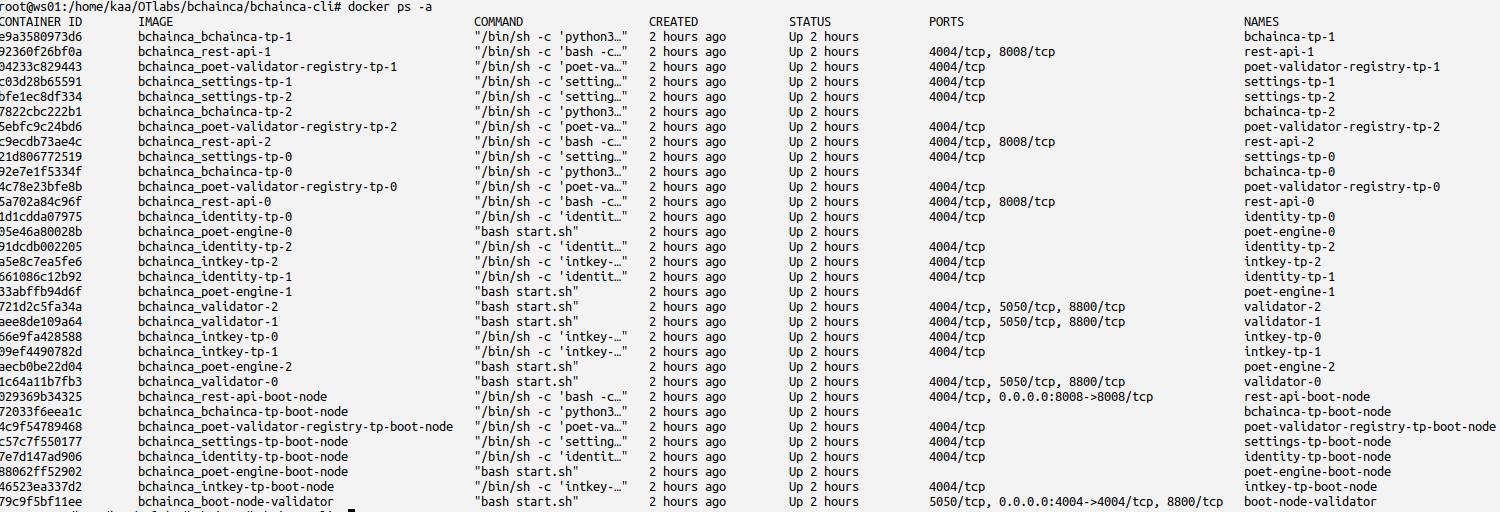 root@ws01:/home/kaa/OTlabs/bchainca/bchainca-cli# docker ps -a
CONTAINER ID IMAGE COMMAND CREATED STATUS PORTS NAMES
e9a3580973d6 bchainca_bchainca-tp-1 "/bin/sh -c 'python3…" 2 hours ago Up 2 hours bchainca-tp-1
92360f26bf0a bchainca_rest-api-1 "/bin/sh -c 'bash -c…" 2 hours ago Up 2 hours 4004/tcp, 8008/tcp rest-api-1
04233c829443 bchainca_poet-validator-registry-tp-1 "/bin/sh -c 'poet-va…" 2 hours ago Up 2 hours 4004/tcp poet-validator-registry-tp-1
c03d28b65591 bchainca_settings-tp-1 "/bin/sh -c 'setting…" 2 hours ago Up 2 hours 4004/tcp settings-tp-1
bfe1ec8df334 bchainca_settings-tp-2 "/bin/sh -c 'setting…" 2 hours ago Up 2 hours 4004/tcp settings-tp-2
7822cbc222b1 bchainca_bchainca-tp-2 "/bin/sh -c 'python3…" 2 hours ago Up 2 hours bchainca-tp-2
5ebfc9c24bd6 bchainca_poet-validator-registry-tp-2 "/bin/sh -c 'poet-va…" 2 hours ago Up 2 hours 4004/tcp poet-validator-registry-tp-2
c9ecdb73ae4c bchainca_rest-api-2 "/bin/sh -c 'bash -c…" 2 hours ago Up 2 hours 4004/tcp, 8008/tcp rest-api-2
21d806772519 bchainca_settings-tp-0 "/bin/sh -c 'setting…" 2 hours ago Up 2 hours 4004/tcp settings-tp-0
92e7e1f5334f bchainca_bchainca-tp-0 "/bin/sh -c 'python3…" 2 hours ago Up 2 hours bchainca-tp-0
4c78e23bfe8b bchainca_poet-validator-registry-tp-0 "/bin/sh -c 'poet-va…" 2 hours ago Up 2 hours 4004/tcp poet-validator-registry-tp-0
5a702a84c96f bchainca_rest-api-0 "/bin/sh -c 'bash -c…" 2 hours ago Up 2 hours 4004/tcp, 8008/tcp rest-api-0
1d1cdda07975 bchainca_identity-tp-0 "/bin/sh -c 'identit…" 2 hours ago Up 2 hours 4004/tcp identity-tp-0
05e46a80028b bchainca_poet-engine-0 "bash start.sh" 2 hours ago Up 2 hours poet-engine-0
91dcdb002205 bchainca_identity-tp-2 "/bin/sh -c 'identit…" 2 hours ago Up 2 hours 4004/tcp identity-tp-2
a5e8c7ea5fe6 bchainca_intkey-tp-2 "/bin/sh -c 'intkey-…" 2 hours ago Up 2 hours 4004/tcp intkey-tp-2
661086c12b92 bchainca_identity-tp-1 "/bin/sh -c 'identit…" 2 hours ago Up 2 hours 4004/tcp identity-tp-1
33abffb94d6f bchainca_poet-engine-1 "bash start.sh" 2 hours ago Up 2 hours poet-engine-1
721d2c5fa34a bchainca_validator-2 "bash start.sh" 2 hours ago Up 2 hours 4004/tcp, 5050/tcp, 8800/tcp validator-2
aee8de109a64 bchainca_validator-1 "bash start.sh" 2 hours ago Up 2 hours 4004/tcp, 5050/tcp, 8800/tcp validator-1
66e9fa428588 bchainca_intkey-tp-0 "/bin/sh -c 'intkey-…" 2 hours ago Up 2 hours 4004/tcp intkey-tp-0
09ef4490782d bchainca_intkey-tp-1 "/bin/sh -c 'intkey-…" 2 hours ago Up 2 hours 4004/tcp intkey-tp-1
aecb0be22d04 bchainca_poet-engine-2 "bash start.sh" 2 hours ago Up 2 hours poet-engine-2
1c64a11b7fb3 bchainca_validator-0 "bash start.sh" 2 hours ago Up 2 hours 4004/tcp, 5050/tcp, 8800/tcp validator-0
029369b34325 bchainca_rest-api-boot-node "/bin/sh -c 'bash -c…" 2 hours ago Up 2 hours 4004/tcp, 0.0.0.0:8008->8008/tcp rest-api-boot-node
72033f6eea1c bchainca_bchainca-tp-boot-node "/bin/sh -c 'python3…" 2 hours ago Up 2 hours bchainca-tp-boot-node
4c9f54789468 bchainca_poet-validator-registry-tp-boot-node "/bin/sh -c 'poet-va…" 2 hours ago Up 2 hours 4004/tcp poet-validator-registry-tp-boot-node
c57c7f550177 bchainca_settings-tp-boot-node "/bin/sh -c 'setting…" 2 hours ago Up 2 hours 4004/tcp settings-tp-boot-node
7e7d147ad906 bchainca_identity-tp-boot-node "/bin/sh -c 'identit…" 2 hours ago Up 2 hours 4004/tcp identity-tp-boot-node
88062ff52902 bchainca_poet-engine-boot-node "bash start.sh" 2 hours ago Up 2 hours poet-engine-boot-node
46523ea337d2 bchainca_intkey-tp-boot-node "/bin/sh -c 'intkey-…" 2 hours ago Up 2 hours 4004/tcp intkey-tp-boot-node
79c9f5bf11ee bchainca_boot-node-validator "bash start.sh" 2 hours ago Up 2 hours 5050/tcp, 0.0.0.0:4004->4004/tcp, 8800/tcp boot-node-validator